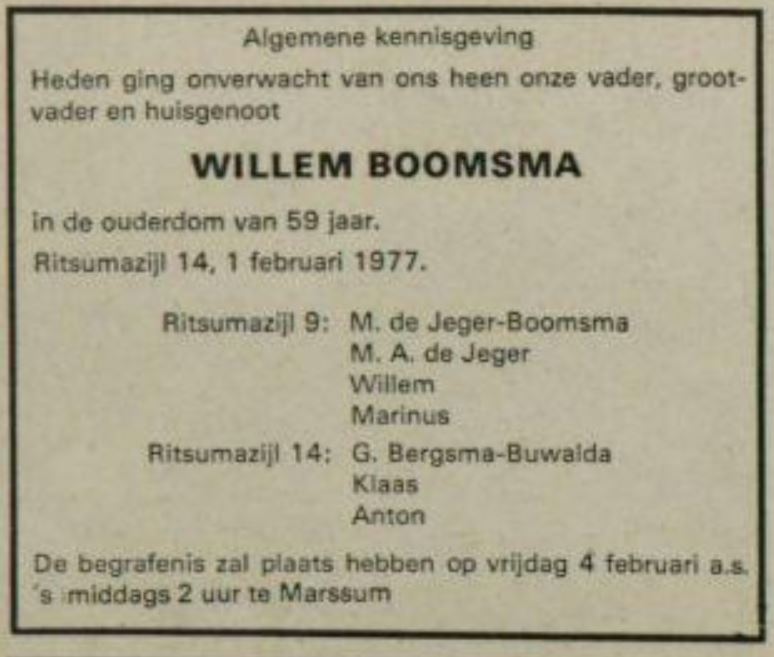 Algemene kennisgeving
Heden ging onverwacht van ons heen onze vader, groot-
vader en huisgenoot
WILLEM BOOMSMA
in de ouderdom van 59 jaar.
Ritsumazijl 14, 1 februari 1977.
Ritsumazijl 9: M. de Jeger-Boomsma
M. A. de Jeger
Willem
Marinus
Ritsumazijl 14: G. Bergsma-Buwalda
Klaas
Anton
De begrafenis zal plaats hebben op vrijdag 4 februari a.s.
's middags 2 uur te Marssum